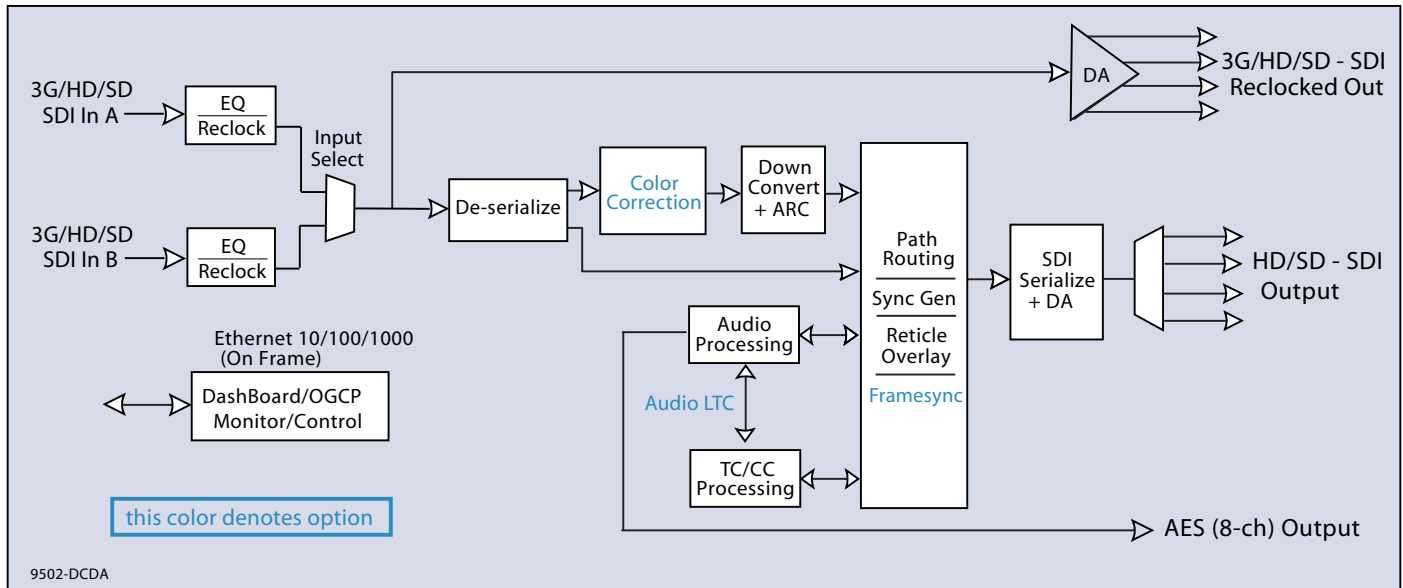 3G/HD/SD
SDI In A
EQ
Reclock
Input
Select
3G/HD/SD
SDI In B
EQ
Reclock
De-serialize
Color
Correction
Down
Convert
+ ARC
DA
3G/HD/SD - SDI
Reclocked Out
Path
Routing
Sync Gen
Reticle
Overlay
Framesync
SDI
Serialize
+ DA
HD/SD - SDI
Output
Audio
Processing
Audio LTC
TC/CC
Processing
AES (8-ch) Output
Ethernet 10/100/1000
(On Frame)
DashBoard/OGCP
Monitor/Control
this color denotes option
9502-DCDA